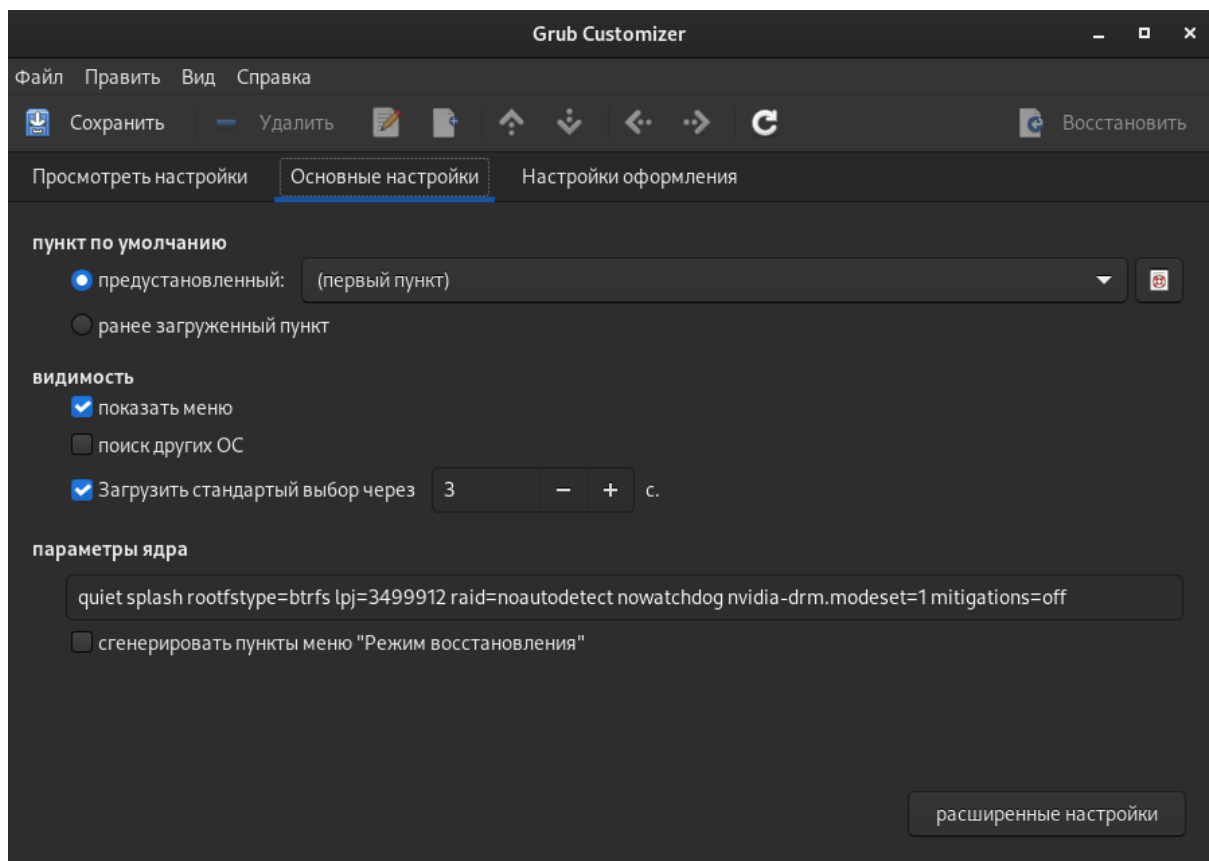 Grub Customizer
Файл Править Вид Справка
Сохранить Удалить Восстановить
Просмотреть настройки Основные настройки Настройки оформления
пункт по умолчанию
предустановленный: (первый пункт)
ранее загруженный пункт
видимость
показать меню
поиск других ОС
Загрузить стандартый выбор через 3 с.
параметры ядра
quiet splash rootfstype=btrfs lpj=3499912 raid=noautodetect nowatchdog nvidia-drm.modeset=1 mitigations=off
сгенерировать пункты меню "Режим восстановления"
расширенные настройки